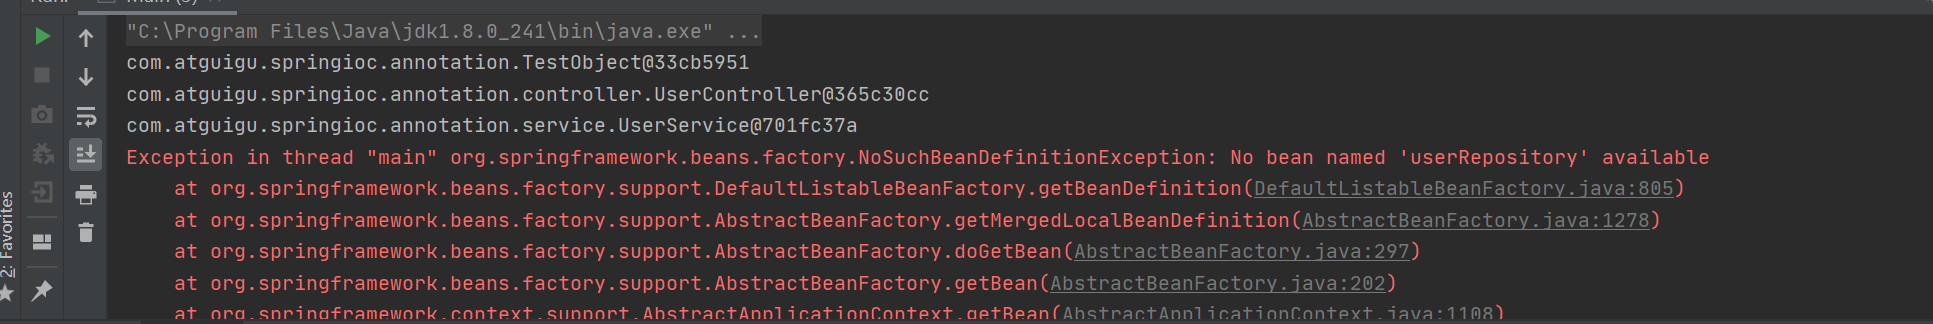 "C:\Program Files\Java\jdk1.8.0_241\bin\java.exe" ...
com.atguigu.springioc.annotation.TestObject@33cb5951
com.atguigu.springioc.annotation.controller.UserController@365c30cc
com.atguigu.springioc.annotation.service.UserService@701fc37a
Exception in thread "main" org.springframework.beans.factory.NoSuchBeanDefinitionException: No bean named 'userRepository' available
at org.springframework.beans.factory.support.DefaultListableBeanFactory.getBeanDefinition(DefaultListableBeanFactory.java:805)
at org.springframework.beans.factory.support.AbstractBeanFactory.getMergedLocalBeanDefinition(AbstractBeanFactory.java:1278)
at org.springframework.beans.factory.support.AbstractBeanFactory.doGetBean(AbstractBeanFactory.java:297)
at org.springframework.beans.factory.support.AbstractBeanFactory.getBean(AbstractBeanFactory.java:202)
at org.springframework.context.support.AbstractApplicationContext.getBean(AbstractApplicationContext.java:1108)
2: Favorites